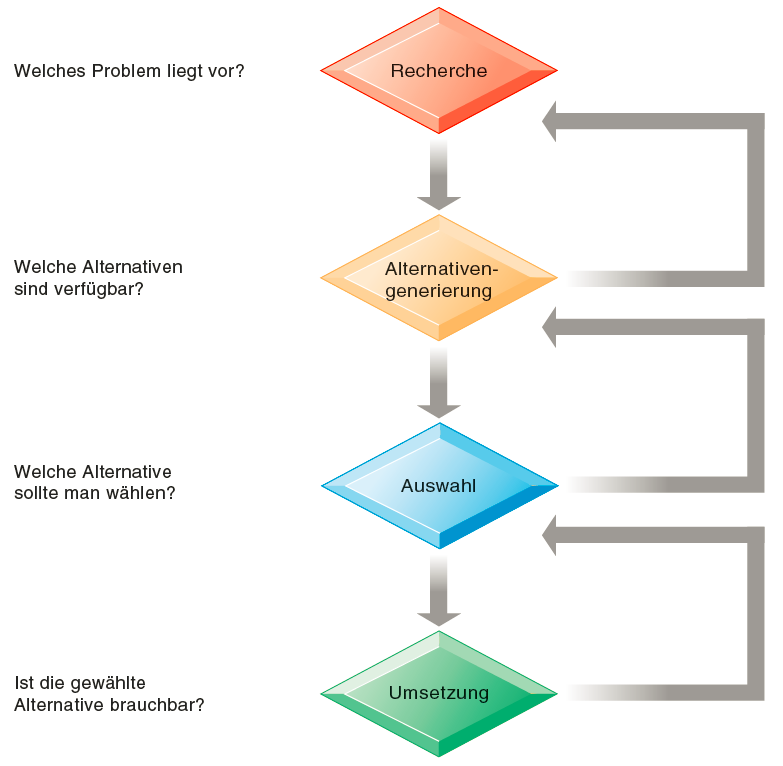 Welches Problem liegt vor?
Recherche
Welche Alternativen
sind verfügbar?
Alternativen-
generierung
Welche Alternative
sollte man wählen?
Auswahl
Ist die gewählte
Alternative brauchbar?
Umsetzung